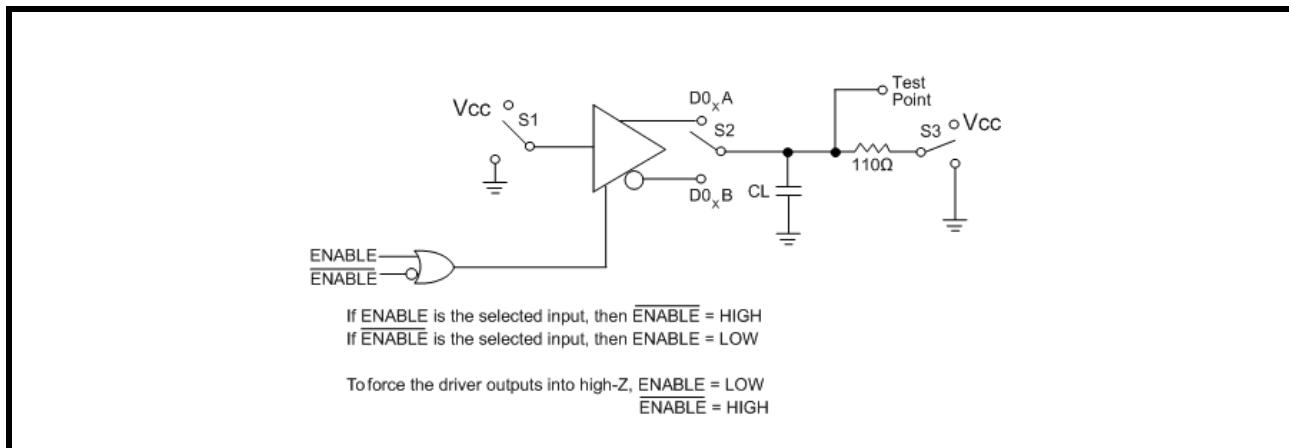 Vcc
S1
D0xA
S2
D0xB
Test
Point
S3
Vcc
110Ω
CL
ENABLE
ENABLE
If ENABLE is the selected input, then ENABLE = HIGH
If ENABLE is the selected input, then ENABLE = LOW
To force the driver outputs into high-Z, ENABLE = LOW
ENABLE = HIGH